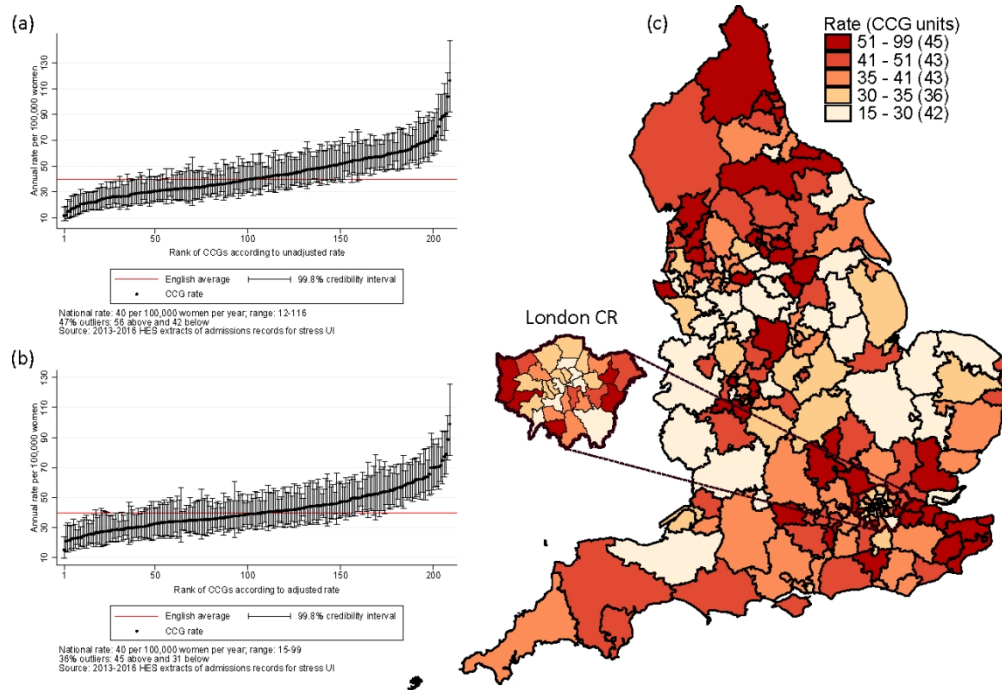 (a)
Annual rate per 100,000 women
130
110
90
70
50
30
10
1
50
100
150
200
Rank of CCGs according to unadjusted rate
English average
99.8% credibility interval
CCG rate
National rate: 40 per 100,000 women per year; range: 12-116
47% outliers: 56 above and 42 below
Source: 2013-2016 HES extracts of admissions records for stress UI
(b)
Annual rate per 100,000 women
130
110
90
70
50
30
10
1
50
100
150
200
Rank of CCGs according to adjusted rate
English average
99.8% credibility interval
CCG rate
National rate: 40 per 100,000 women per year; range: 15-99
36% outliers: 45 above and 31 below
Source: 2013-2016 HES extracts of admissions records for stress UI
(c)
Rate (CCG units)
51 - 99 (45)
41 - 51 (43)
35 - 41 (43)
30 - 35 (36)
15 - 30 (42)
London CR